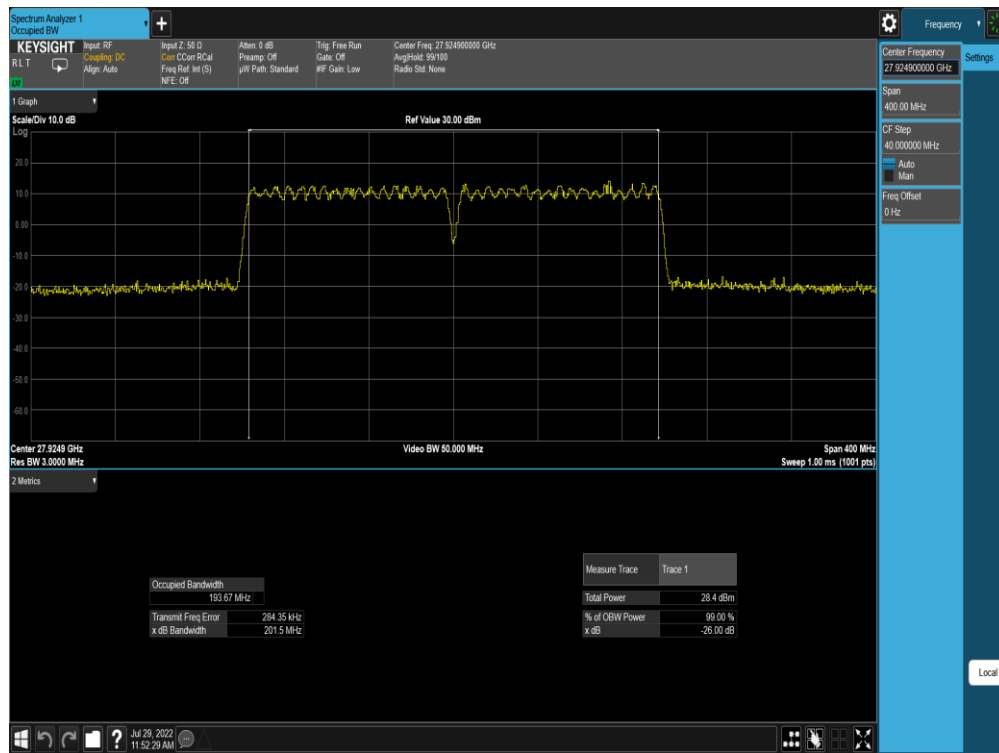 Spectrum Analyzer 1
Occupied BW
Frequency
KEYSIGHT
R L T
Input: RF
Coupling: DC
Align: Auto
Input Z: 50 Ω
Corr CCorr RCal
Freq Ref: Int (S)
NFE: Off
Atten: 0 dB
Preamp: Off
µW Path: Standard
Trig: Free Run
Gate: Off
#IF Gain: Low
Center Freq: 27.924900000 GHz
Avg|Hold: 99/100
Radio Std: None
Center Frequency
27.924900000 GHz
Settings
Span
400.00 MHz
CF Step
40.000000 MHz
Auto
Man
Freq Offset
0 Hz
1 Graph
Scale/Div 10.0 dB
Ref Value 30.00 dBm
Log
20.0
10.0
0.00
-10.0
-20.0
-30.0
-40.0
-50.0
-60.0
Center 27.9249 GHz
Video BW 50.000 MHz
Span 400 MHz
Res BW 3.0000 MHz
Sweep 1.00 ms (1001 pts)
2 Metrics
Occupied Bandwidth
193.67 MHz
Transmit Freq Error 284.35 kHz
x dB Bandwidth 201.5 MHz
Measure Trace Trace 1
Total Power 28.4 dBm
% of OBW Power 99.00 %
x dB -26.00 dB
Local
Jul 29, 2022
11:52:29 AM